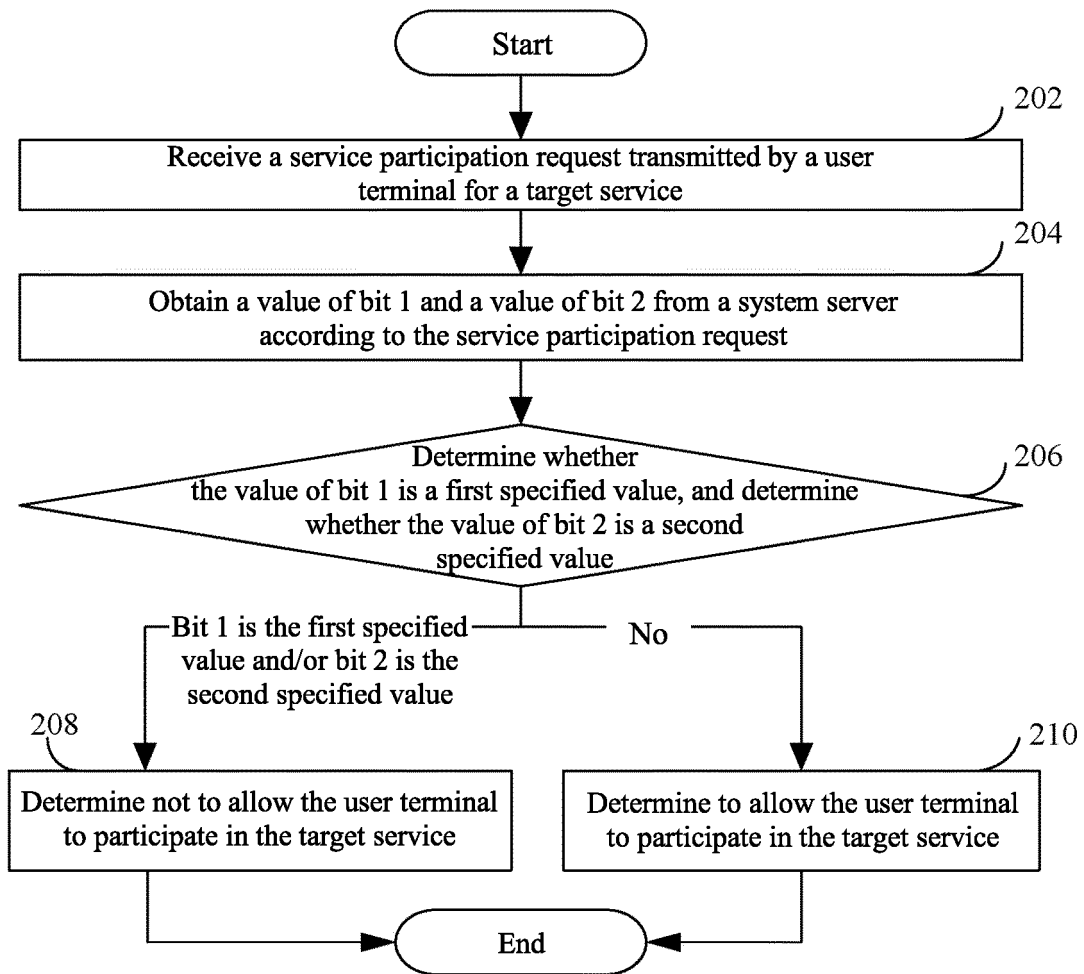 Start
202
Receive a service participation request transmitted by a user
terminal for a target service
204
Obtain a value of bit 1 and a value of bit 2 from a system server
according to the service participation request
206
Determine whether
the value of bit 1 is a first specified value, and determine
whether the value of bit 2 is a second
specified value
Bit 1 is the first specified
value and/or bit 2 is the
second specified value
No
208
Determine not to allow the user terminal
to participate in the target service
210
Determine to allow the user terminal
to participate in the target service
End